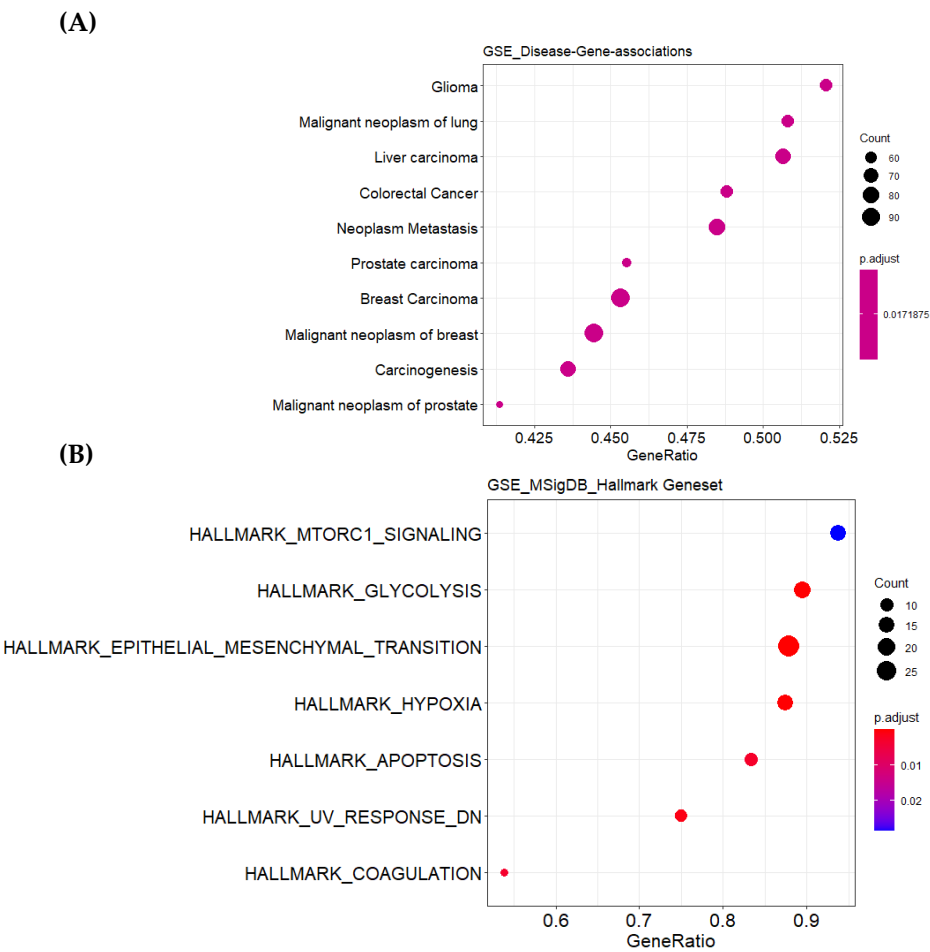 (A)
GSE_Disease-Gene-associations
Glioma
Malignant neoplasm of lung
Liver carcinoma
Colorectal Cancer
Neoplasm Metastasis
Prostate carcinoma
Breast Carcinoma
Malignant neoplasm of breast
Carcinogenesis
Malignant neoplasm of prostate
0.425 0.450 0.475 0.500 0.525
GeneRatio
Count
60
70
80
90
p.adjust
0.0171875
(B)
GSE_MSigDB_Hallmark Geneset
HALLMARK_MTORC1_SIGNALING
HALLMARK_GLYCOLYSIS
HALLMARK_EPITHELIAL_MESENCHYMAL_TRANSITION
HALLMARK_HYPOXIA
HALLMARK_APOPTOSIS
HALLMARK_UV_RESPONSE_DN
HALLMARK_COAGULATION
0.6 0.7 0.8 0.9
GeneRatio
Count
10
15
20
25
p.adjust
0.01
0.02